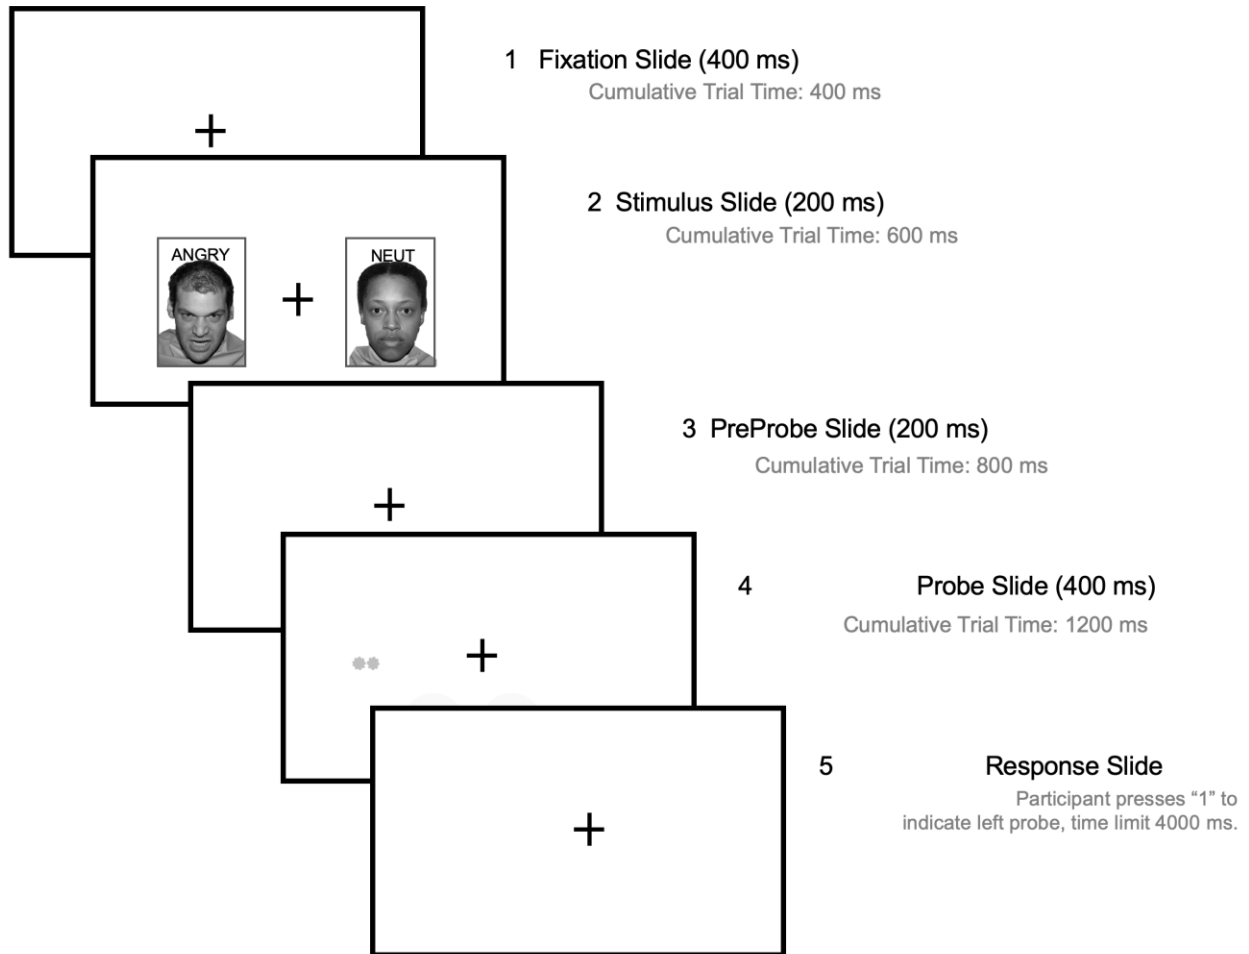 1 Fixation Slide (400 ms)
Cumulative Trial Time: 400 ms
2 Stimulus Slide (200 ms)
Cumulative Trial Time: 600 ms
ANGRY
NEUT
3 PreProbe Slide (200 ms)
Cumulative Trial Time: 800 ms
4 Probe Slide (400 ms)
Cumulative Trial Time: 1200 ms
5 Response Slide
Participant presses “1” to
indicate left probe, time limit 4000 ms.